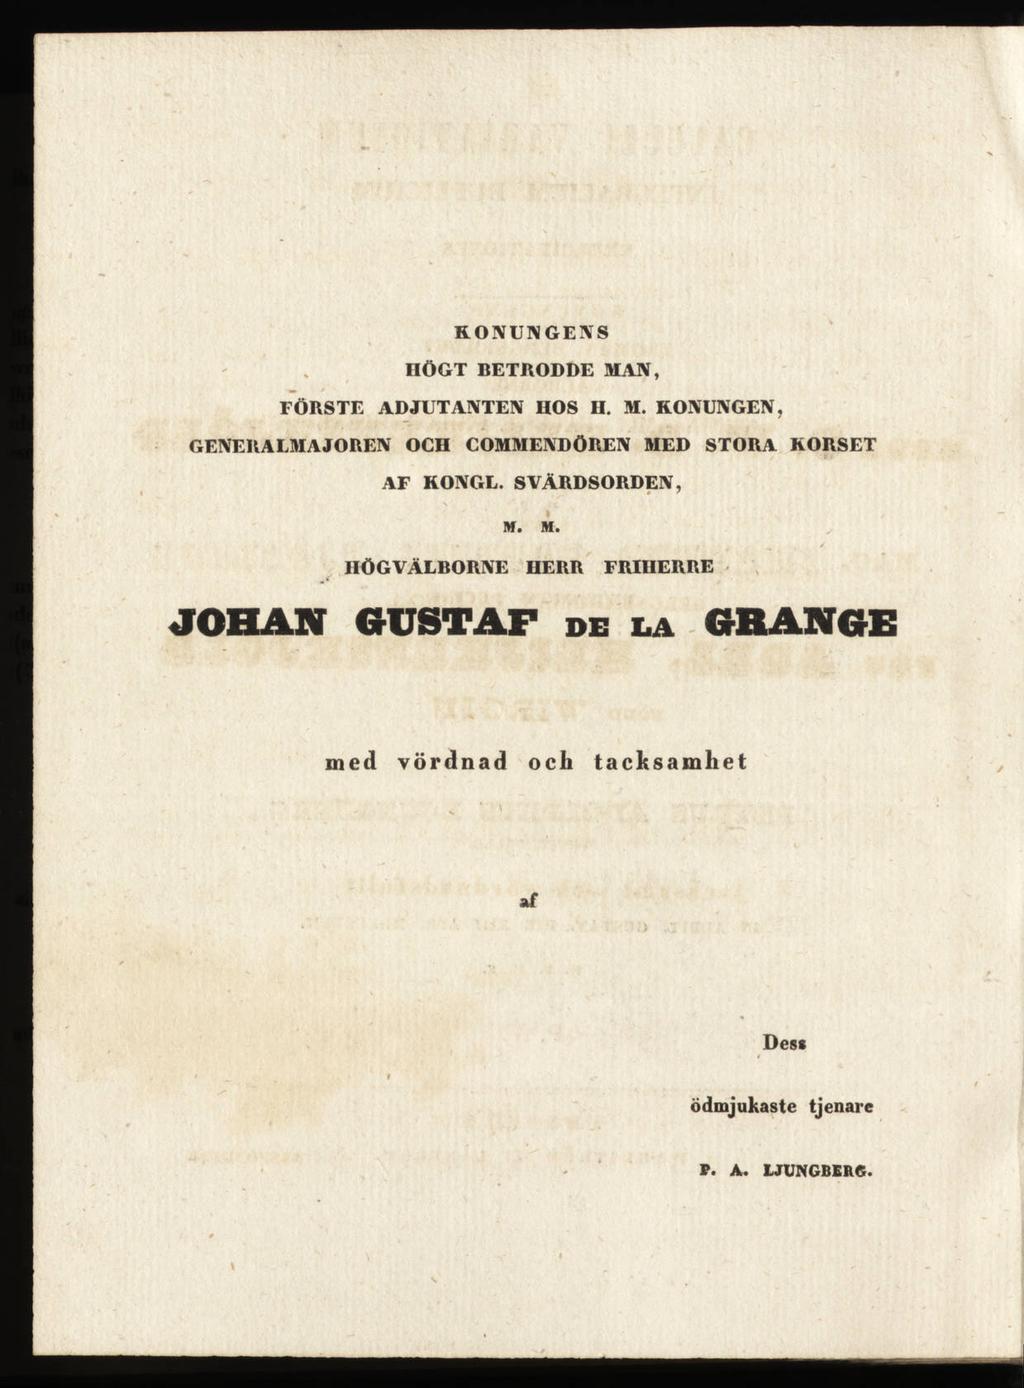 KONUNGENS
HÖGT BETRODDE MAN,
FÖRSTE ADJUTANTEN HOS H. M. KONUNGEN,
GENERALMAJOREN OCH COMMENDÖREN MED STORA KORSET
AF KONGL. SVÄRDSORDEN,
M. M.
HÖGVÄLBORNE HERR FRIHERRE
JOHAN GUSTAF DE LA GRANGE
med vördnad och tacksamhet
af
Dess
ödmjukaste tjenare
P. A. LJUNGBERG.